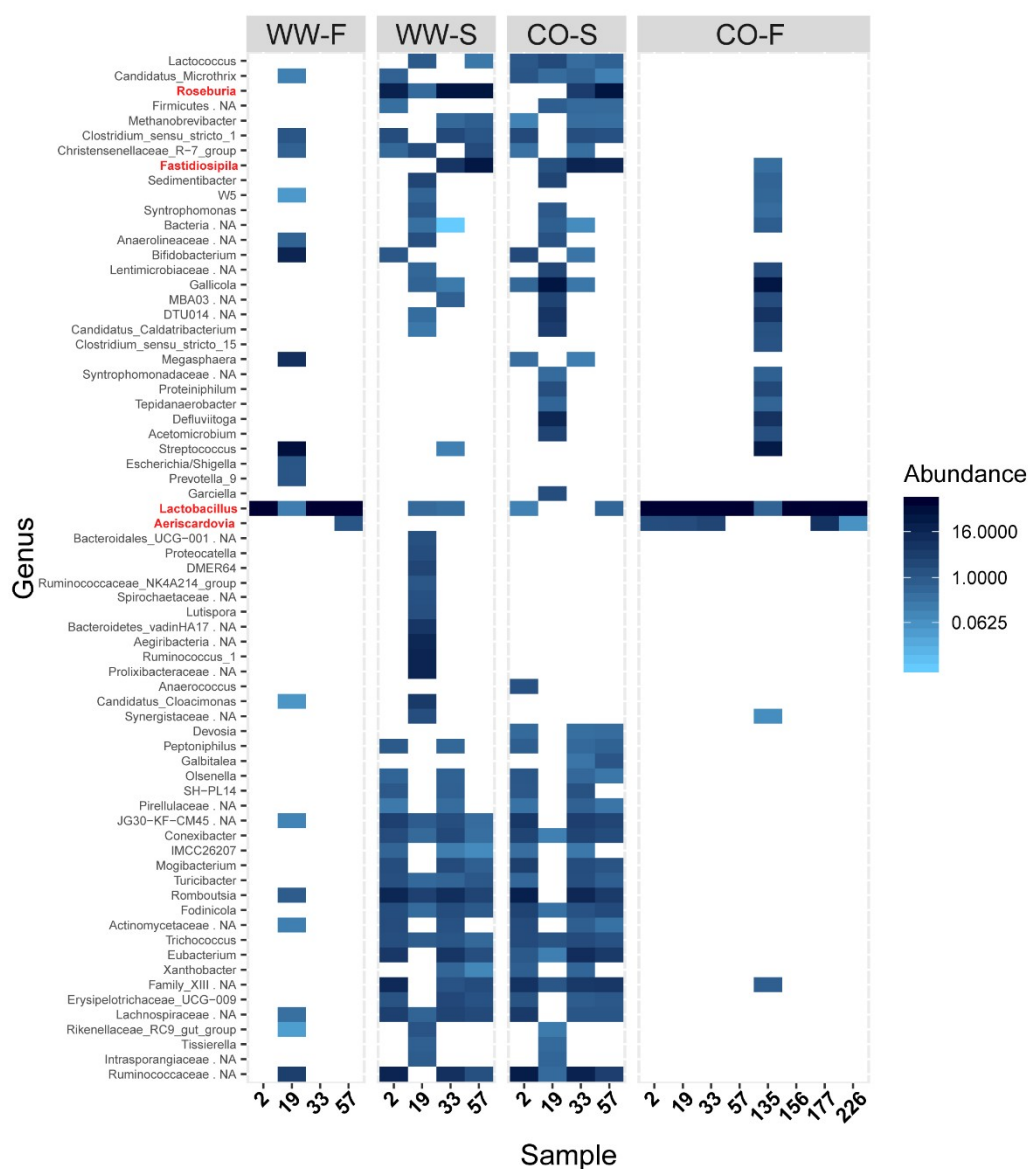 WW-F WW-S CO-S CO-F
Lactococcus
Candidatus_Microthrix
Roseburia
Firmicutes . NA
Methanobrevibacter
Clostridium_sensu_stricto_1
Christensenellaceae_R−7_group
Fastidiosipila
Sedimentibacter
W5
Syntrophomonas
Bacteria . NA
Anaerolineaceae . NA
Bifidobacterium
Lentimicrobiaceae . NA
Gallicola
MBA03 . NA
DTU014 . NA
Candidatus_Caldatribacterium
Clostridium_sensu_stricto_15
Megasphaera
Syntrophomonadaceae . NA
Proteiniphilum
Tepidanaerobacter
Defluviitoga
Acetomicrobium
Streptococcus
Escherichia/Shigella
Prevotella_9
Garciella
Lactobacillus
Aeriscardovia
Bacteroidales_UCG−001 . NA
Proteocatella
DMER64
Ruminococcaceae_NK4A214_group
Spirochaetaceae . NA
Lutispora
Bacteroidetes_vadinHA17 . NA
Aegiribacteria . NA
Ruminococcus_1
Prolixibacteraceae . NA
Anaerococcus
Candidatus_Cloacimonas
Synergistaceae . NA
Devosia
Peptoniphilus
Galbitalea
Olsenella
SH−PL14
Pirellulaceae . NA
JG30−KF−CM45 . NA
Conexibacter
IMCC26207
Mogibacterium
Turicibacter
Romboutsia
Fodinicola
Actinomycetaceae . NA
Trichococcus
Eubacterium
Xanthobacter
Family_XIII . NA
Erysipelotrichaceae_UCG−009
Lachnospiraceae . NA
Rikenellaceae_RC9_gut_group
Tissierella
Intrasporangiaceae . NA
Ruminococcaceae . NA
Genus
2 19 33 57 2 19 33 57 2 19 33 57 2 19 33 57 135 156 177 226
Sample
Abundance
16.0000
1.0000
0.0625